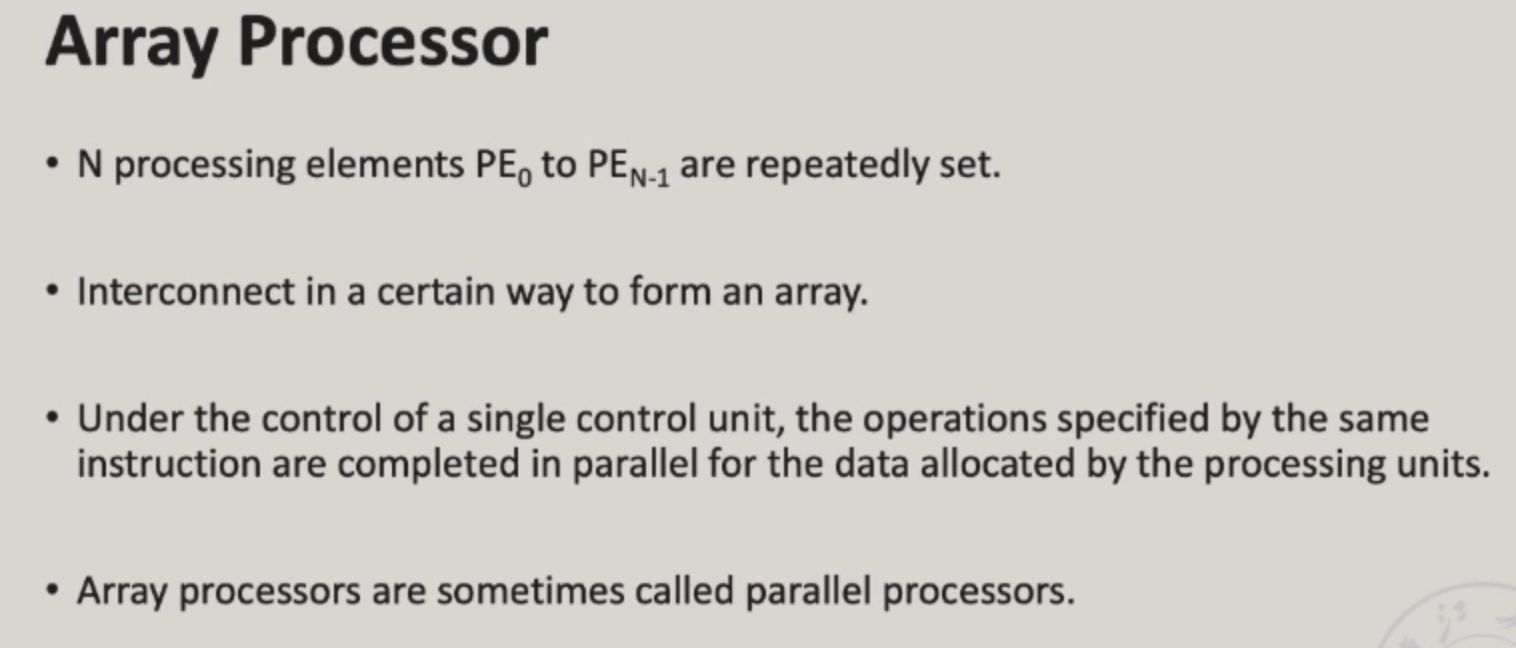 Array Processor
• N processing elements PE₀ to PE_N-1 are repeatedly set.
• Interconnect in a certain way to form an array.
• Under the control of a single control unit, the operations specified by the same
instruction are completed in parallel for the data allocated by the processing units.
• Array processors are sometimes called parallel processors.